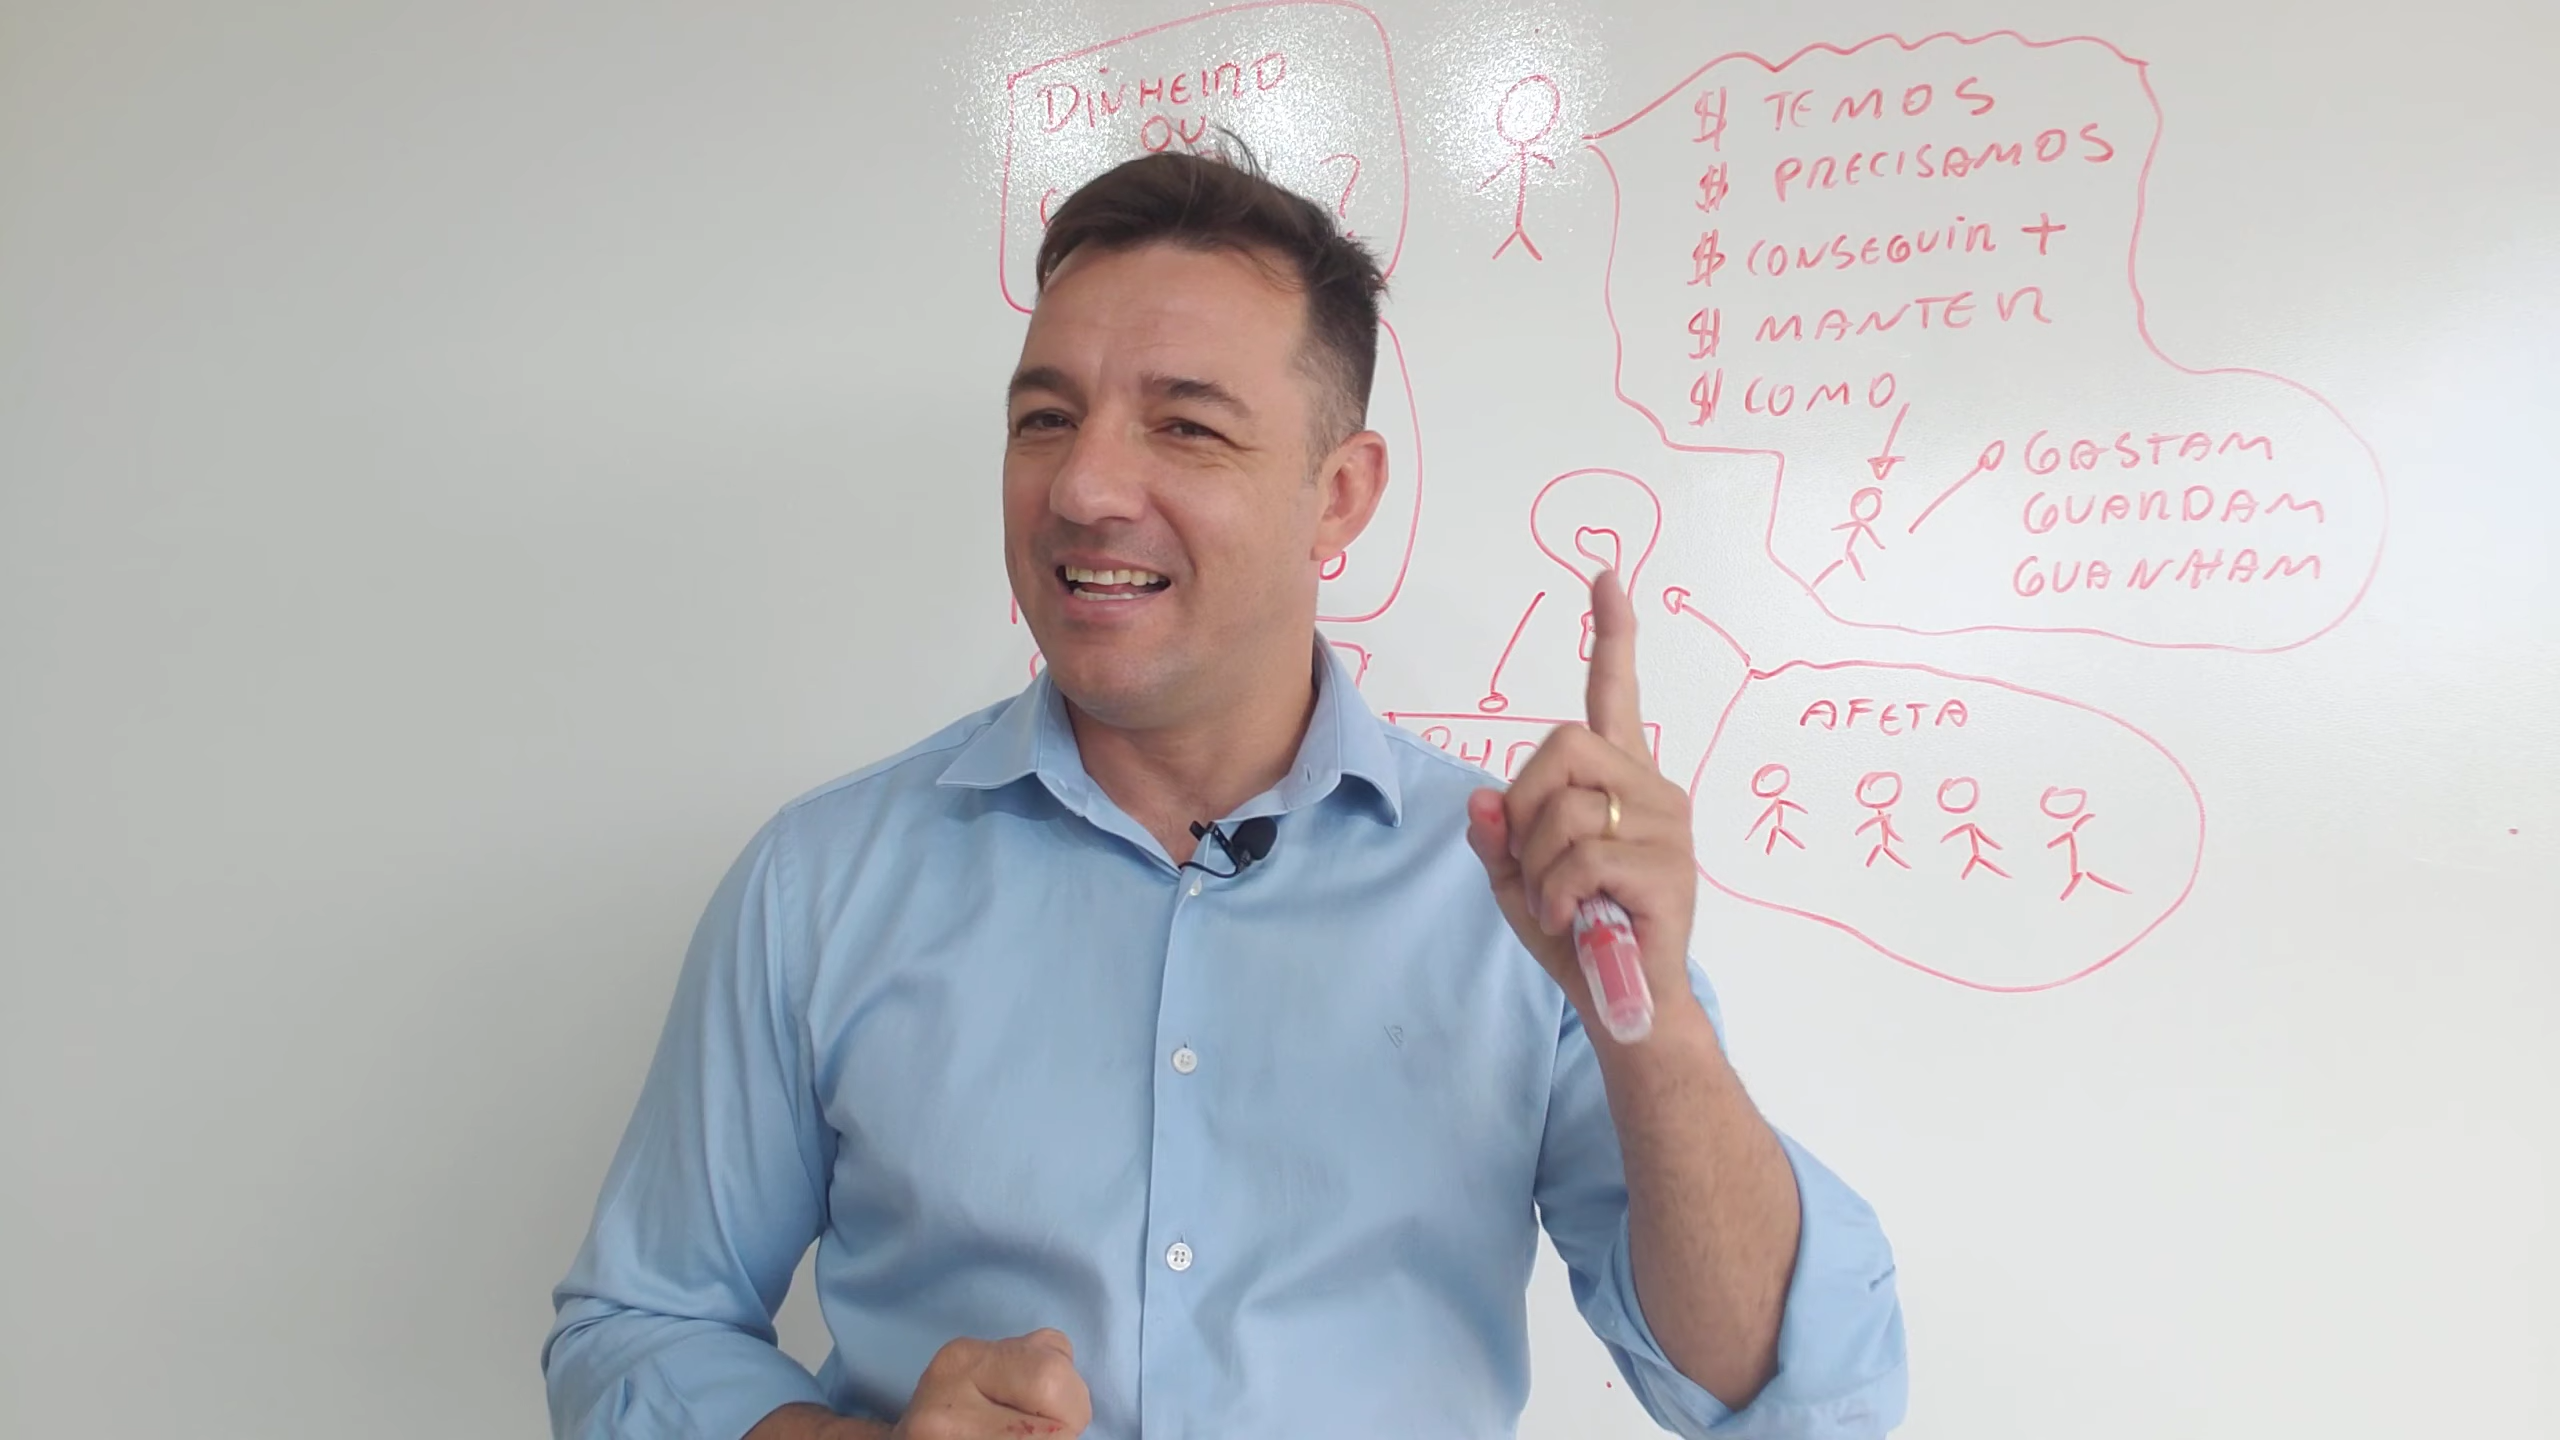 DINHEIRO
OU
?
$ TEMOS
$ PRECISAMOS
$ CONSEGUIR +
$ MANTER
$ COMO
GASTAM
GUARDAM
GUANHAM
AFETA